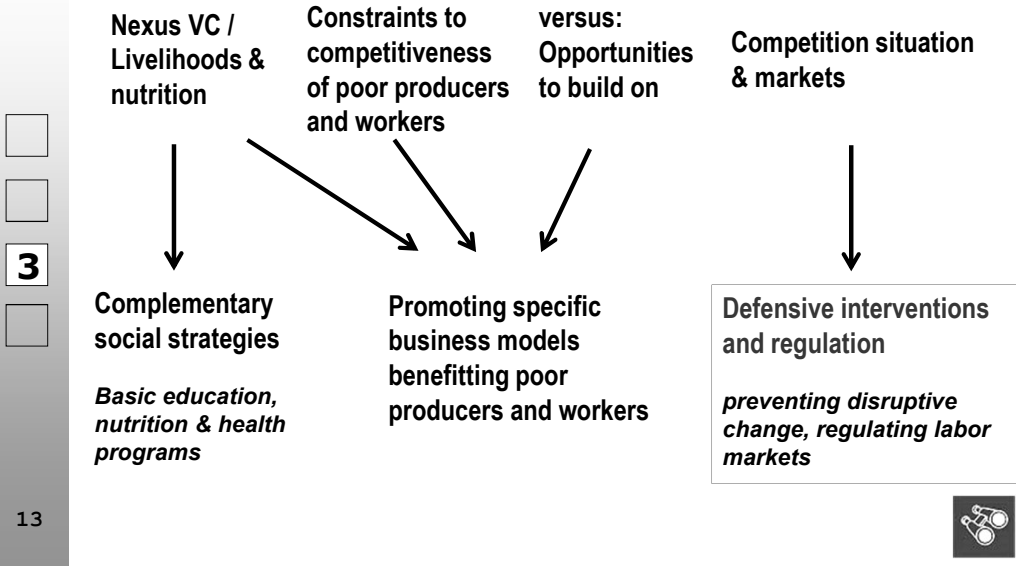 Nexus VC /
Livelihoods &
nutrition
Constraints to
competitiveness
of poor producers
and workers
versus:
Opportunities
to build on
Competition situation
& markets
3
Complementary
social strategies
Basic education,
nutrition & health
programs
Promoting specific
business models
benefitting poor
producers and workers
Defensive interventions
and regulation
preventing disruptive
change, regulating labor
markets
13